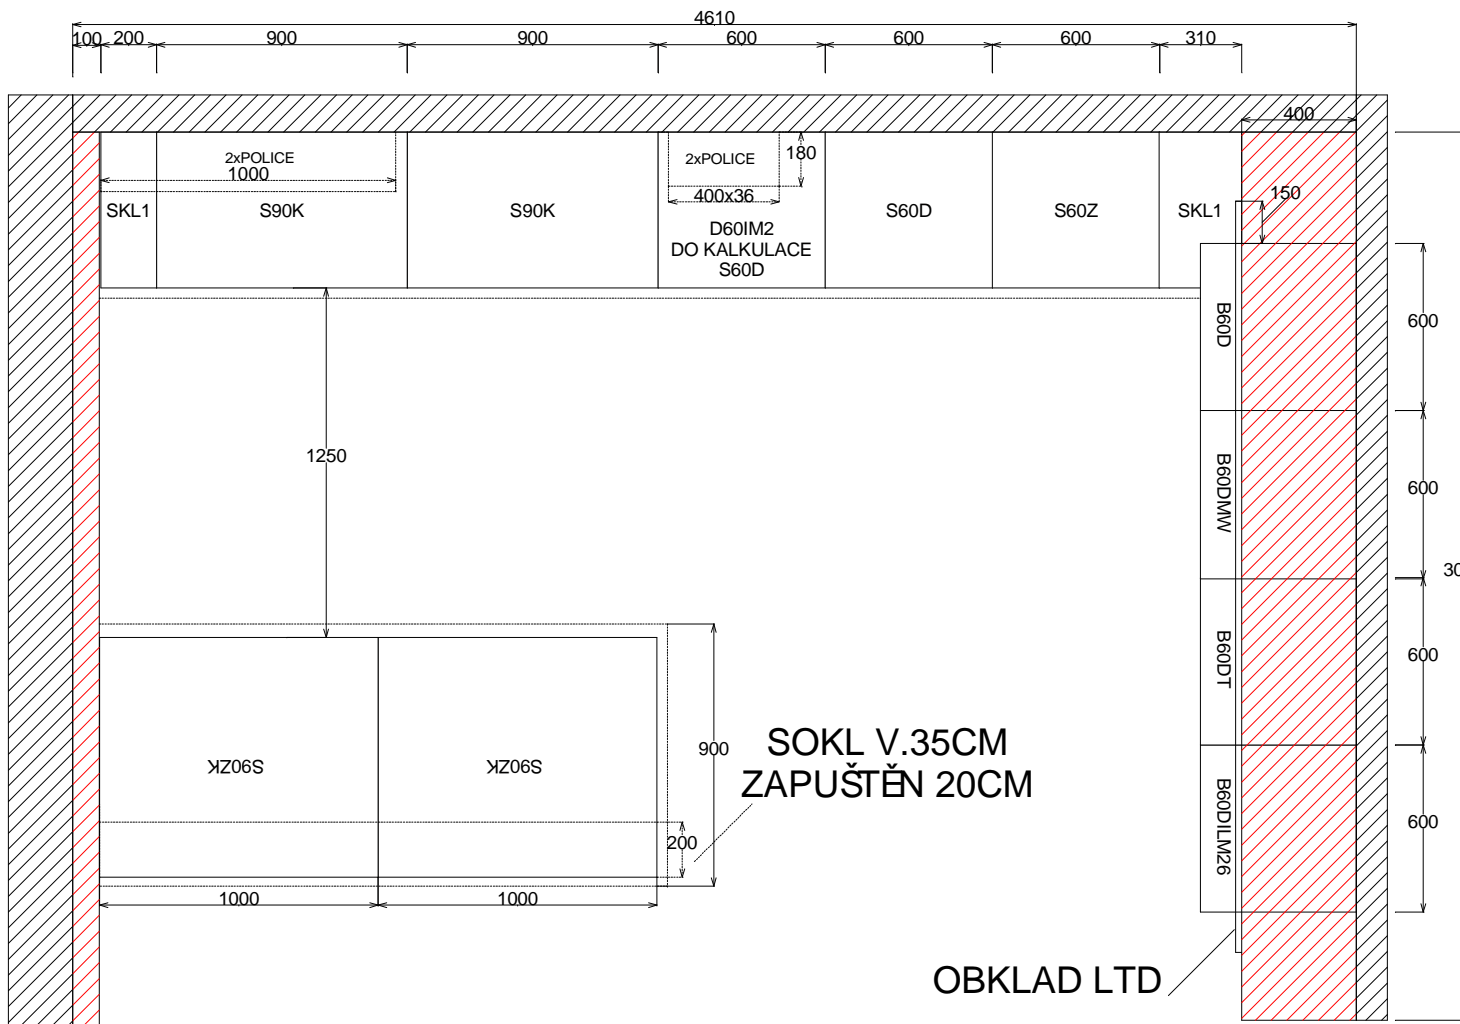 4610
100 200 900 900 600 600 600 310
400
2xPOLICE
1000
2xPOLICE
180
400x36
150
SKL1
S90K
S90K
D60IM2
DO KALKULACE
S60D
S60D
S60Z
SKL1
B60D
600
1250
B60DMW
600
30
B60DT
600
S90ZK
S90ZK
900
SOKL V.35CM
ZAPUŠTĚN 20CM
200
B60DILM26
600
1000
1000
OBKLAD LTD